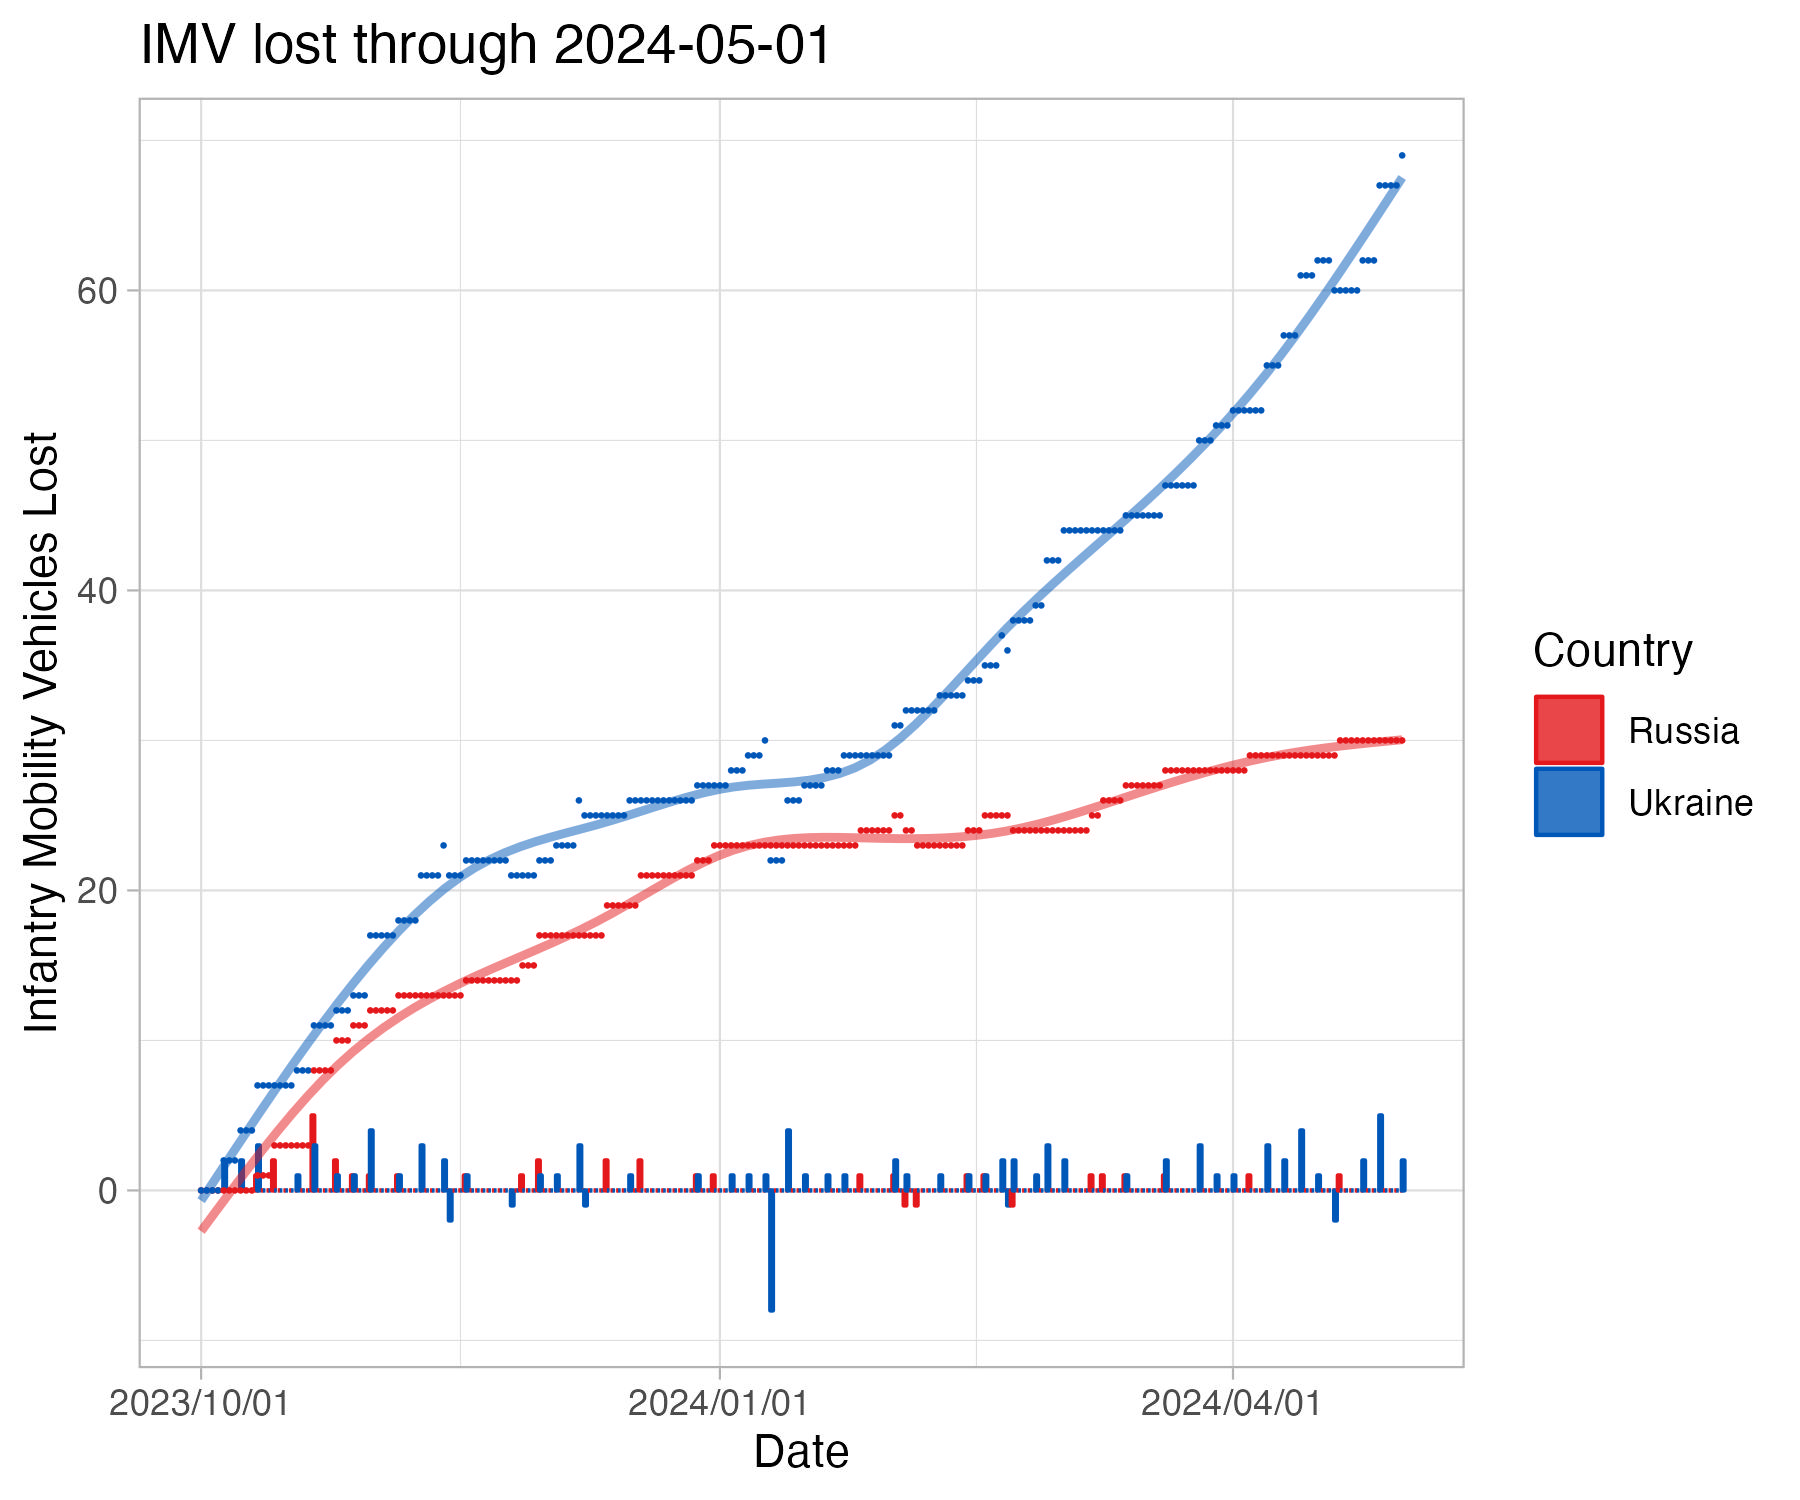 IMV lost through 2024-05-01
Infantry Mobility Vehicles Lost
60
40
20
0
2023/10/01
2024/01/01
2024/04/01
Date
Country
Russia
Ukraine